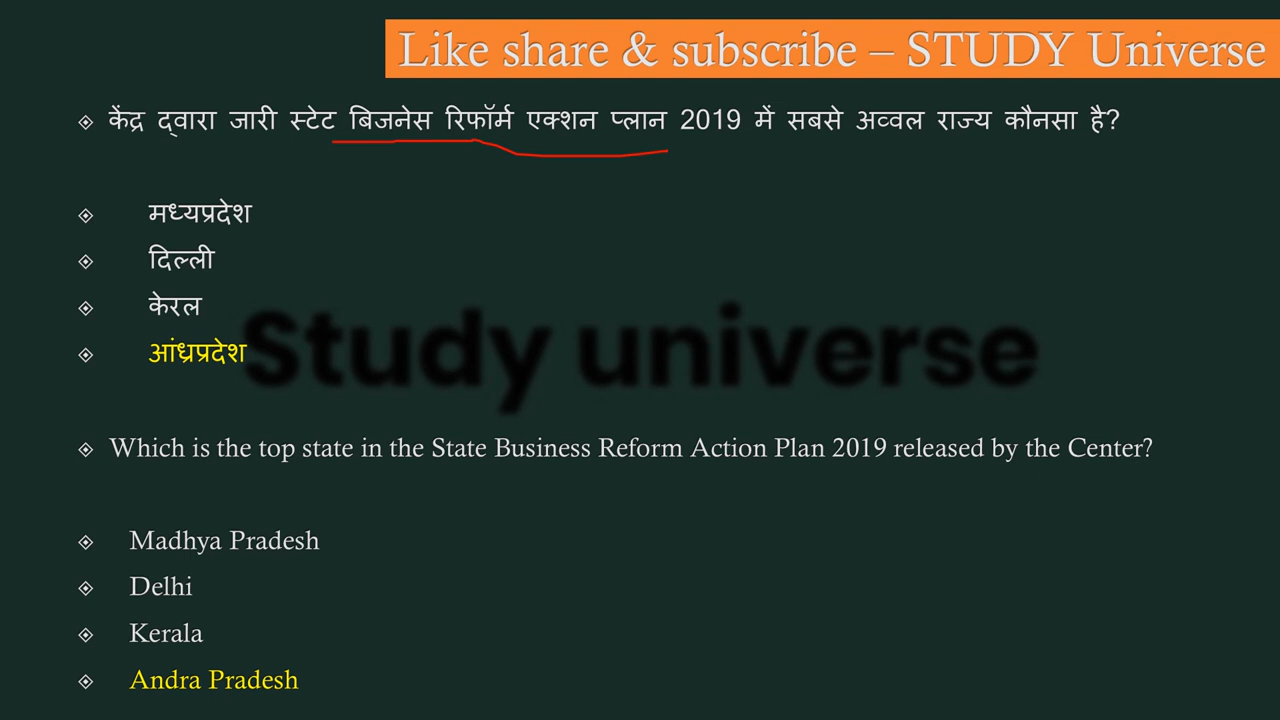 Like share & subscribe – STUDY Universe
केंद्र द्वारा जारी स्टेट बिजनेस रिफॉर्म एक्शन प्लान 2019 में सबसे अव्वल राज्य कौनसा है?
मध्यप्रदेश
दिल्ली
केरल
आंध्रप्रदेश
Study universe
Which is the top state in the State Business Reform Action Plan 2019 released by the Center?
Madhya Pradesh
Delhi
Kerala
Andra Pradesh